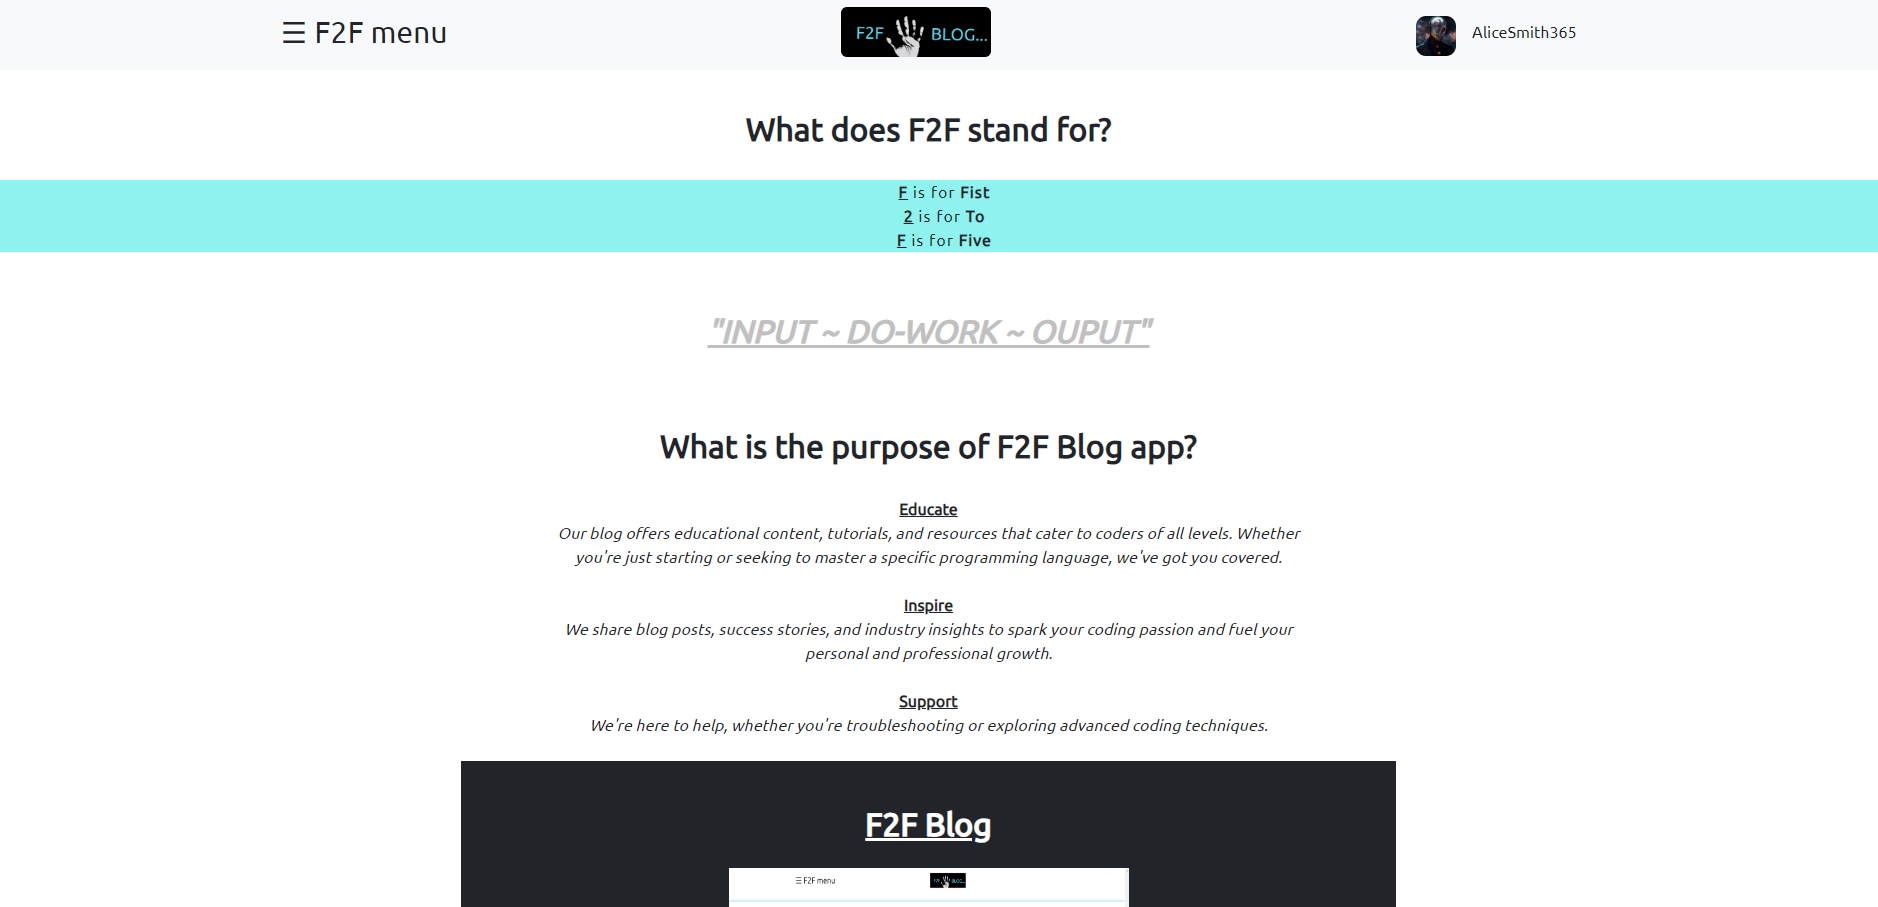 ☰ F2F menu
F2F BLOG...
AliceSmith365
What does F2F stand for?
F is for Fist
2 is for To
F is for Five
"INPUT ~ DO-WORK ~ OUPUT"
What is the purpose of F2F Blog app?
Educate
Our blog offers educational content, tutorials, and resources that cater to coders of all levels. Whether
you're just starting or seeking to master a specific programming language, we've got you covered.
Inspire
We share blog posts, success stories, and industry insights to spark your coding passion and fuel your
personal and professional growth.
Support
We're here to help, whether you're troubleshooting or exploring advanced coding techniques.
F2F Blog
☰ F2F menu
F2F BLOG...